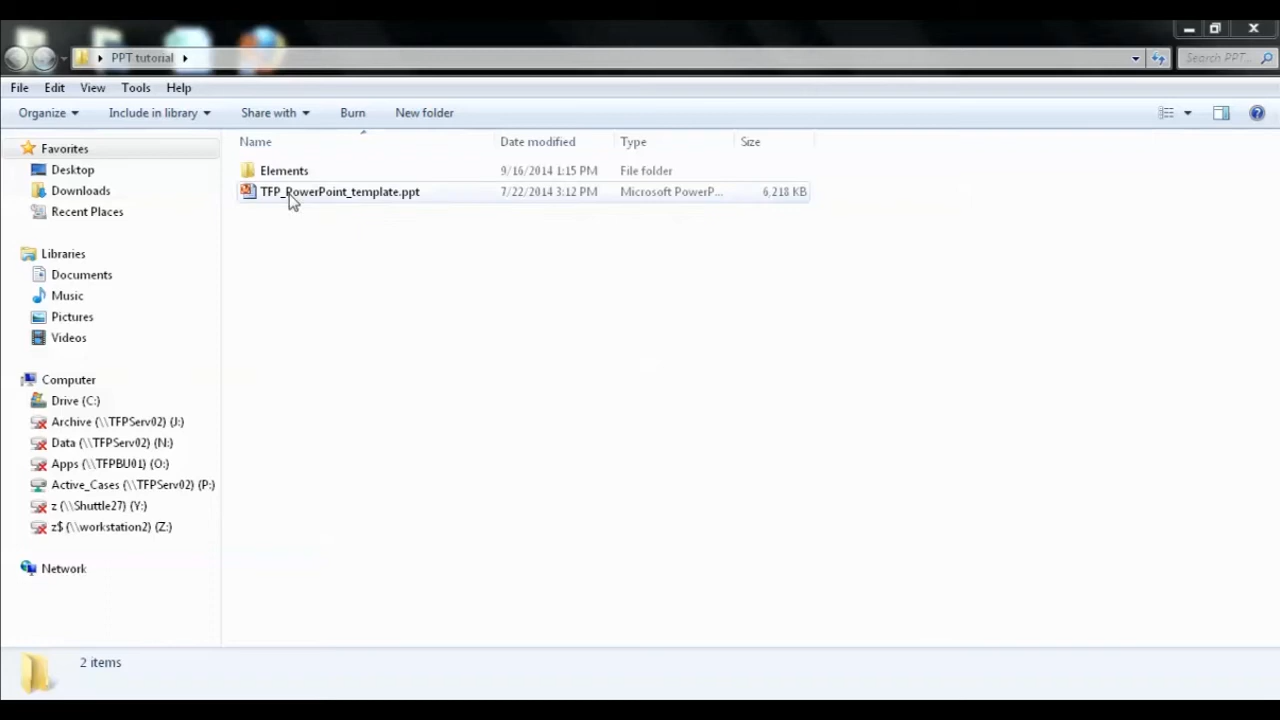 PPT tutorial
Search PPT...
File Edit View Tools Help
Organize Include in library Share with Burn New folder
Name Date modified Type Size
Elements 9/16/2014 1:15 PM File folder
TFP_PowerPoint_template.ppt 7/22/2014 3:12 PM Microsoft PowerP... 6,218 KB
Favorites
Desktop
Downloads
Recent Places
Libraries
Documents
Music
Pictures
Videos
Computer
Drive (C:)
Archive (\\TFPServ02) (J:)
Data (\\TFPServ02) (N:)
Apps (\\TFPBU01) (O:)
Active_Cases (\\TFPServ02) (P:)
z (\\Shuttle27) (Y:)
z$ (\\workstation2) (Z:)
Network
2 items